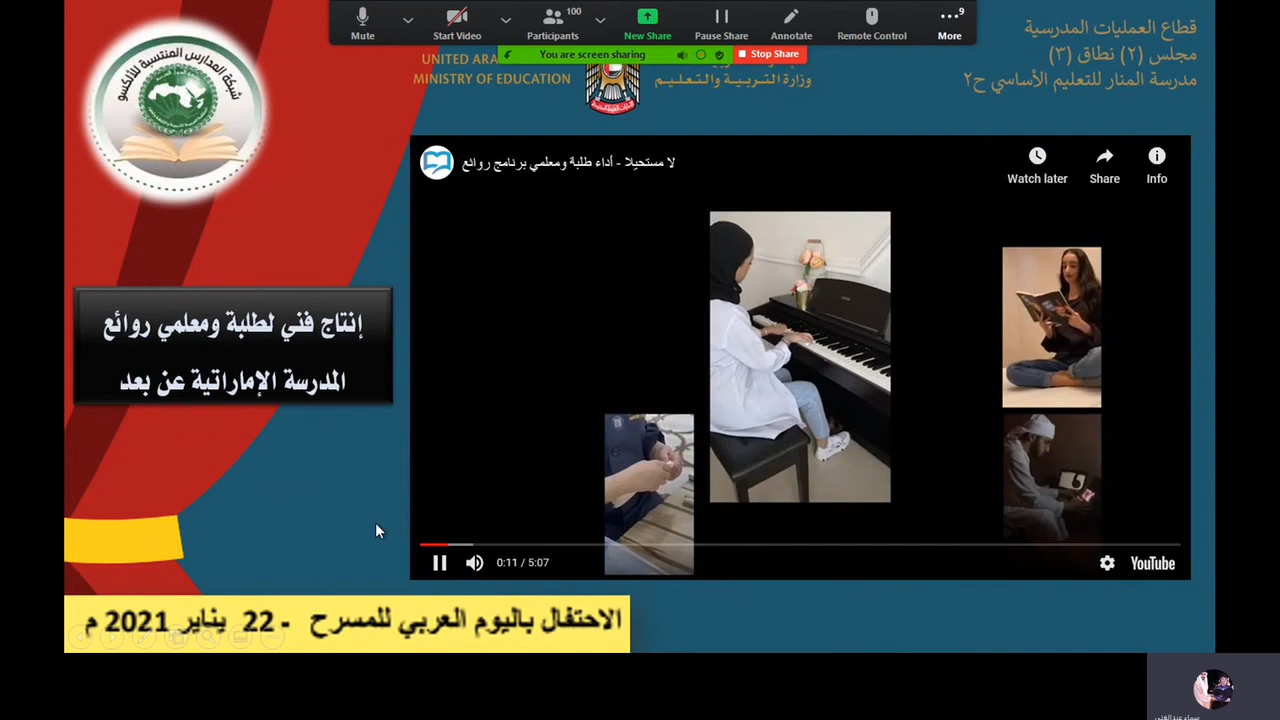 Mute
Start Video
Participants
100
New Share
Pause Share
Annotate
Remote Control
More
9
You are screen sharing
Stop Share
قطاع العمليات المدرسية
مجلس (٢) نطاق (٣)
مدرسة المنار للتعليم الأساسي ح٢
UNITED ARA
MINISTRY OF EDUCATION
وزارة التربية والتعليم
شبكة المدارس المنتسبة للألكسو
لا مستحيلا - أداء طلبة ومعلمي برنامج روائع
Watch later
Share
Info
إنتاج فني لطلبة ومعلمي روائع
المدرسة الإماراتية عن بعد
0:11 / 5:07
YouTube
الاحتفال باليوم العربي للمسرح - 22 يناير 2021 م